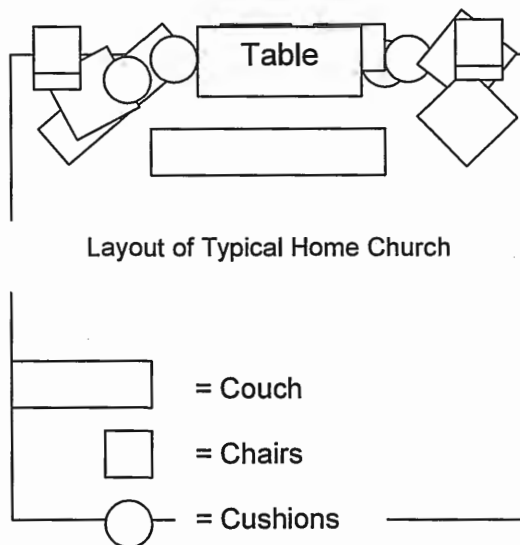 Table
Layout of Typical Home Church
= Couch
= Chairs
= Cushions